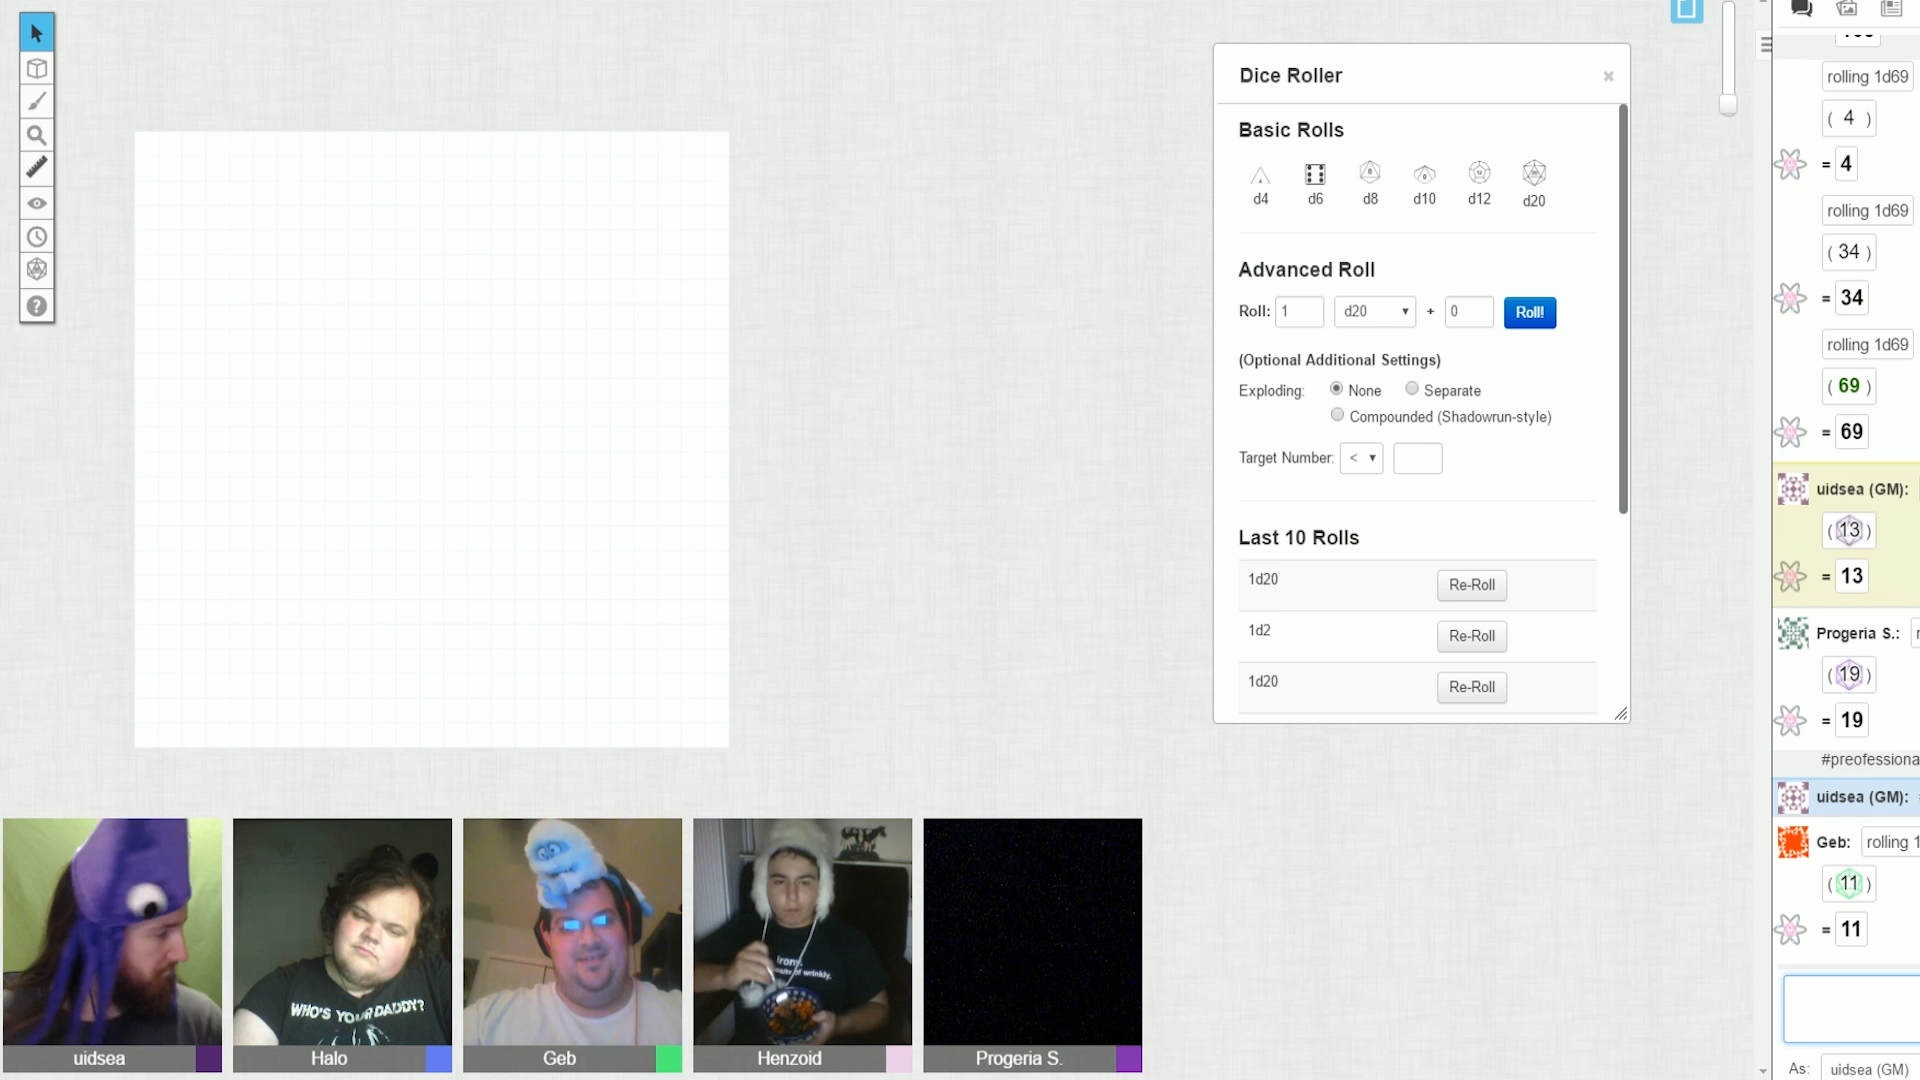 Dice Roller
×
Basic Rolls
d4 d6 d8 d10 d12 d20
Advanced Roll
Roll: 1 d20 + 0 Roll!
(Optional Additional Settings)
Exploding: None Separate
Compounded (Shadowrun-style)
Target Number: <
Last 10 Rolls
1d20 Re-Roll
1d2 Re-Roll
1d20 Re-Roll
rolling 1d69
( 4 )
= 4
rolling 1d69
( 34 )
= 34
rolling 1d69
( 69 )
= 69
uidsea (GM):
( 13 )
= 13
Progeria S.:
( 19 )
= 19
#preofessiona
uidsea (GM):
Geb: rolling 1
( 11 )
= 11
As: uidsea (GM)
WHO'S YOUR DADDY?
of wrinkly.
uidsea
Halo
Geb
Henzoid
Progeria S.